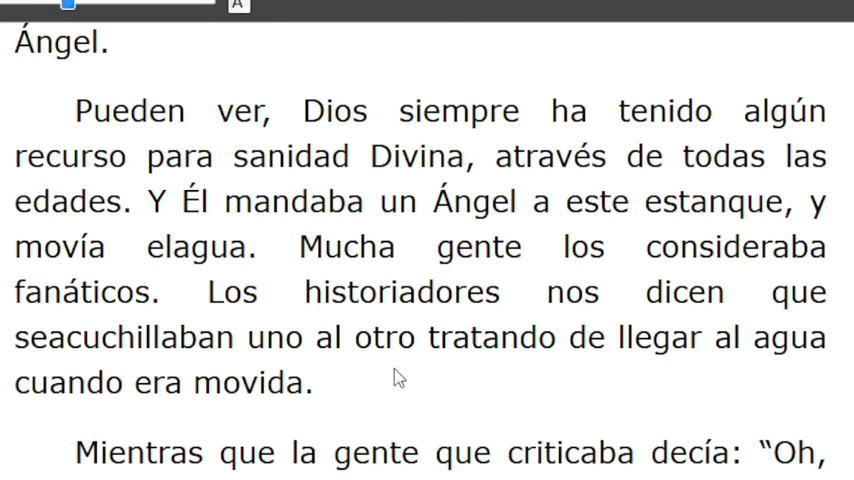 A
Ángel.
Pueden ver, Dios siempre ha tenido algún
recurso para sanidad Divina, através de todas las
edades. Y Él mandaba un Ángel a este estanque, y
movía elagua. Mucha gente los consideraba
fanáticos. Los historiadores nos dicen que
seacuchillaban uno al otro tratando de llegar al agua
cuando era movida.
Mientras que la gente que criticaba decía: “Oh,